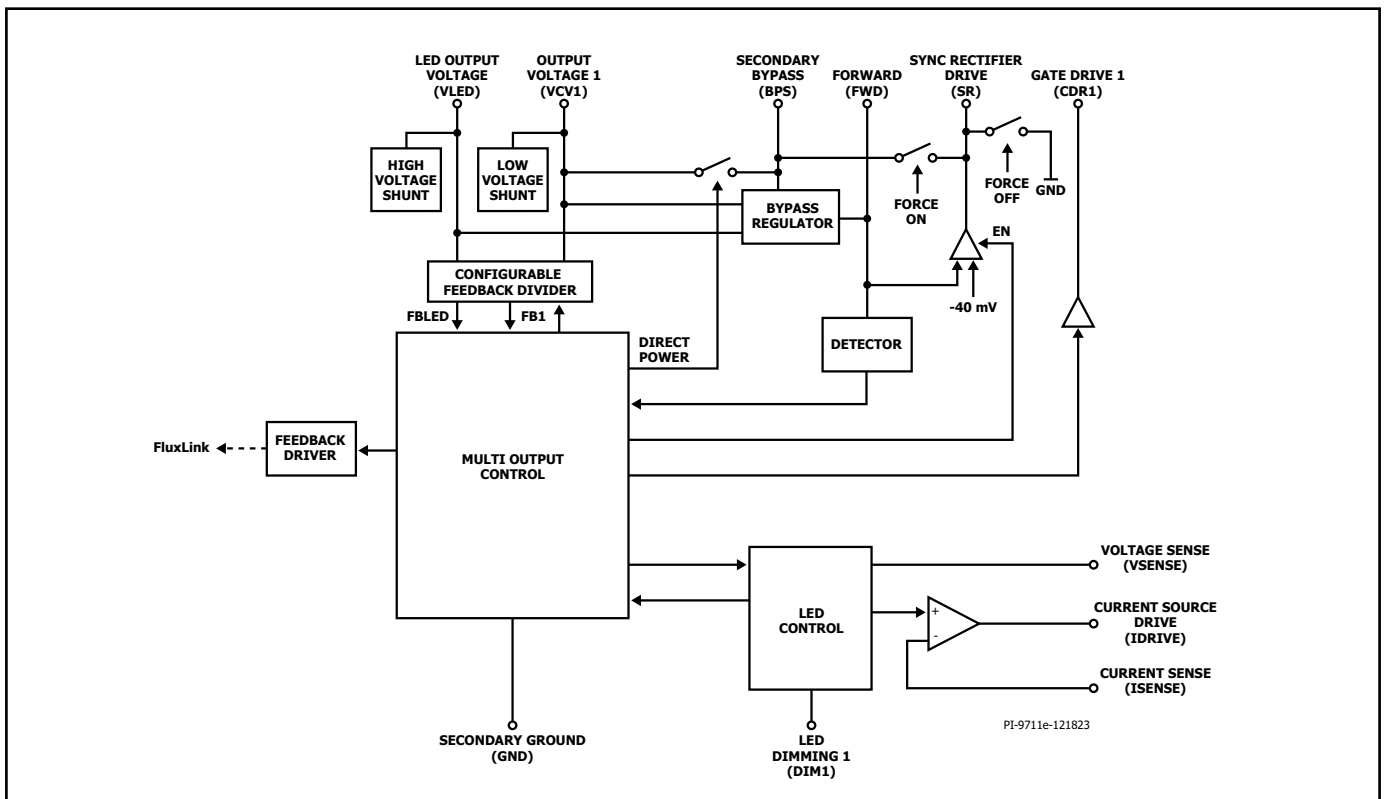 LED OUTPUT
VOLTAGE
(VLED)
OUTPUT
VOLTAGE 1
(VCV1)
SECONDARY
BYPASS
(BPS)
FORWARD
(FWD)
SYNC RECTIFIER
DRIVE
(SR)
GATE DRIVE 1
(CDR1)
HIGH
VOLTAGE
SHUNT
LOW
VOLTAGE
SHUNT
BYPASS
REGULATOR
FORCE
ON
FORCE
OFF
GND
EN
-40 mV
CONFIGURABLE
FEEDBACK DIVIDER
FBLED
FB1
DIRECT
POWER
DETECTOR
FluxLink
FEEDBACK
DRIVER
MULTI OUTPUT
CONTROL
LED
CONTROL
+
-
VOLTAGE SENSE
(VSENSE)
CURRENT SOURCE
DRIVE
(IDRIVE)
CURRENT SENSE
(ISENSE)
SECONDARY GROUND
(GND)
LED
DIMMING 1
(DIM1)
PI-9711e-121823